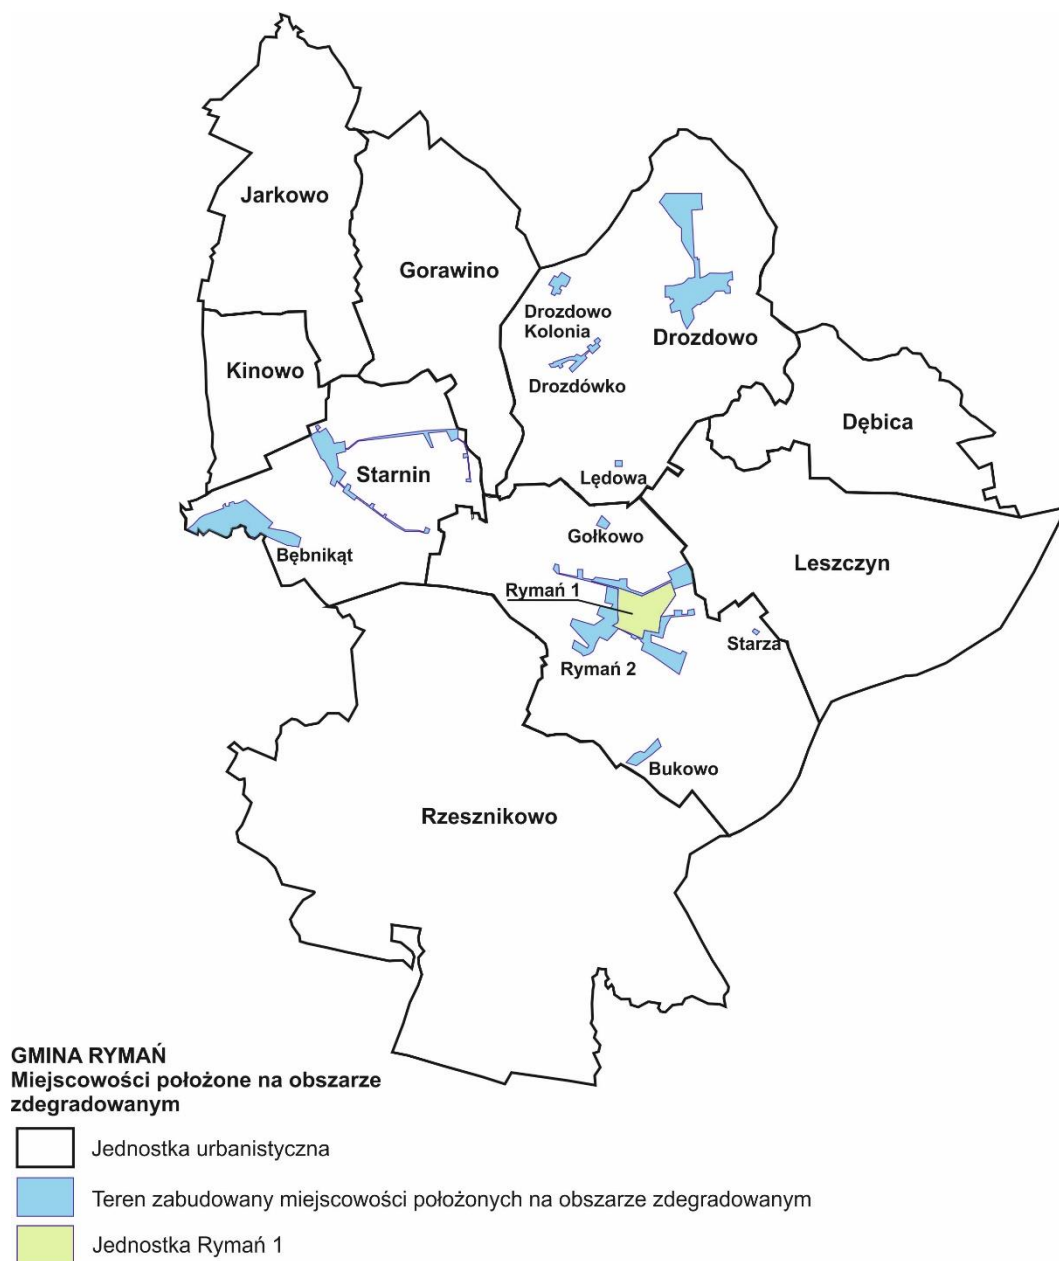 Jarkowo
Gorawino
Drozdowo
Kolonia
Drozdowo
Kinowo
Drozdówko
Dębica
Starnin
Lędowa
Gołkowo
Bębnikąt
Leszczyn
Rymań 1
Starza
Rymań 2
Bukowo
Rzesznikowo
GMINA RYMAŃ
Miejscowości położone na obszarze
zdegradowanym
Jednostka urbanistyczna
Teren zabudowany miejscowości położonych na obszarze zdegradowanym
Jednostka Rymań 1